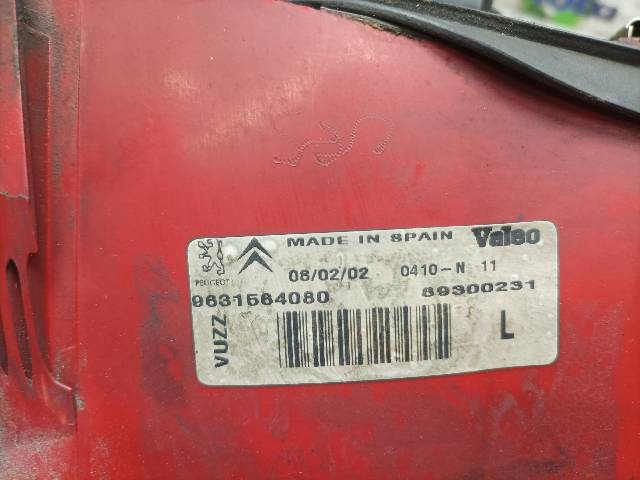 MADE IN SPAIN Valeo
PEUGEOT
08/02/02 0410-N 11
9631564080 89300231
VUZZ
L